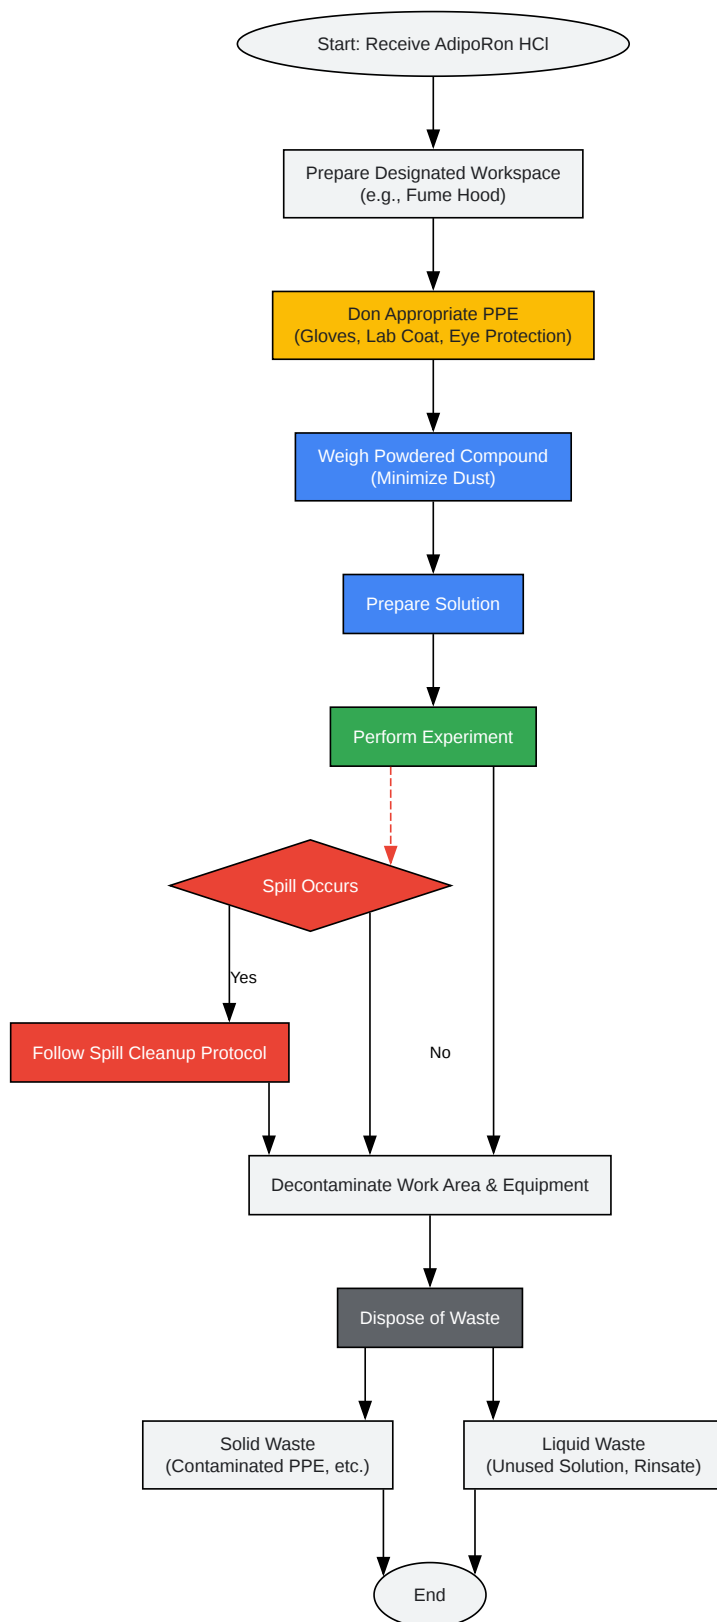 Start: Receive AdipoRon HCl
Prepare Designated Workspace
(e.g., Fume Hood)
Don Appropriate PPE
(Gloves, Lab Coat, Eye Protection)
Weigh Powdered Compound
(Minimize Dust)
Prepare Solution
Perform Experiment
Spill Occurs
Yes
Follow Spill Cleanup Protocol
No
Decontaminate Work Area & Equipment
Dispose of Waste
Solid Waste
(Contaminated PPE, etc.)
Liquid Waste
(Unused Solution, Rinsate)
End